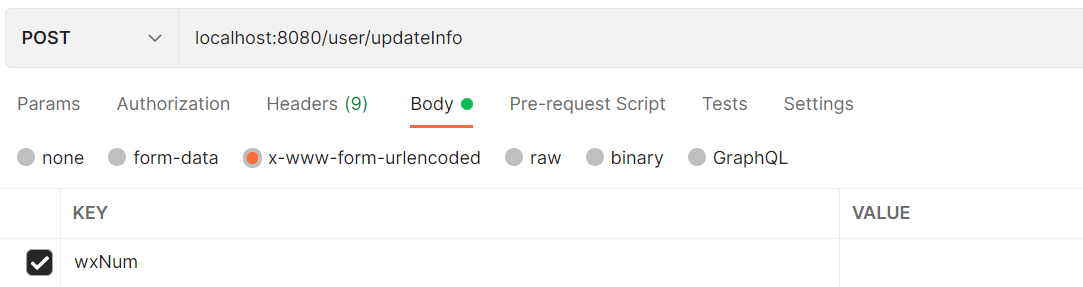 POST localhost:8080/user/updateInfo
Params Authorization Headers (9) Body Pre-request Script Tests Settings
none form-data x-www-form-urlencoded raw binary GraphQL
KEY VALUE
wxNum